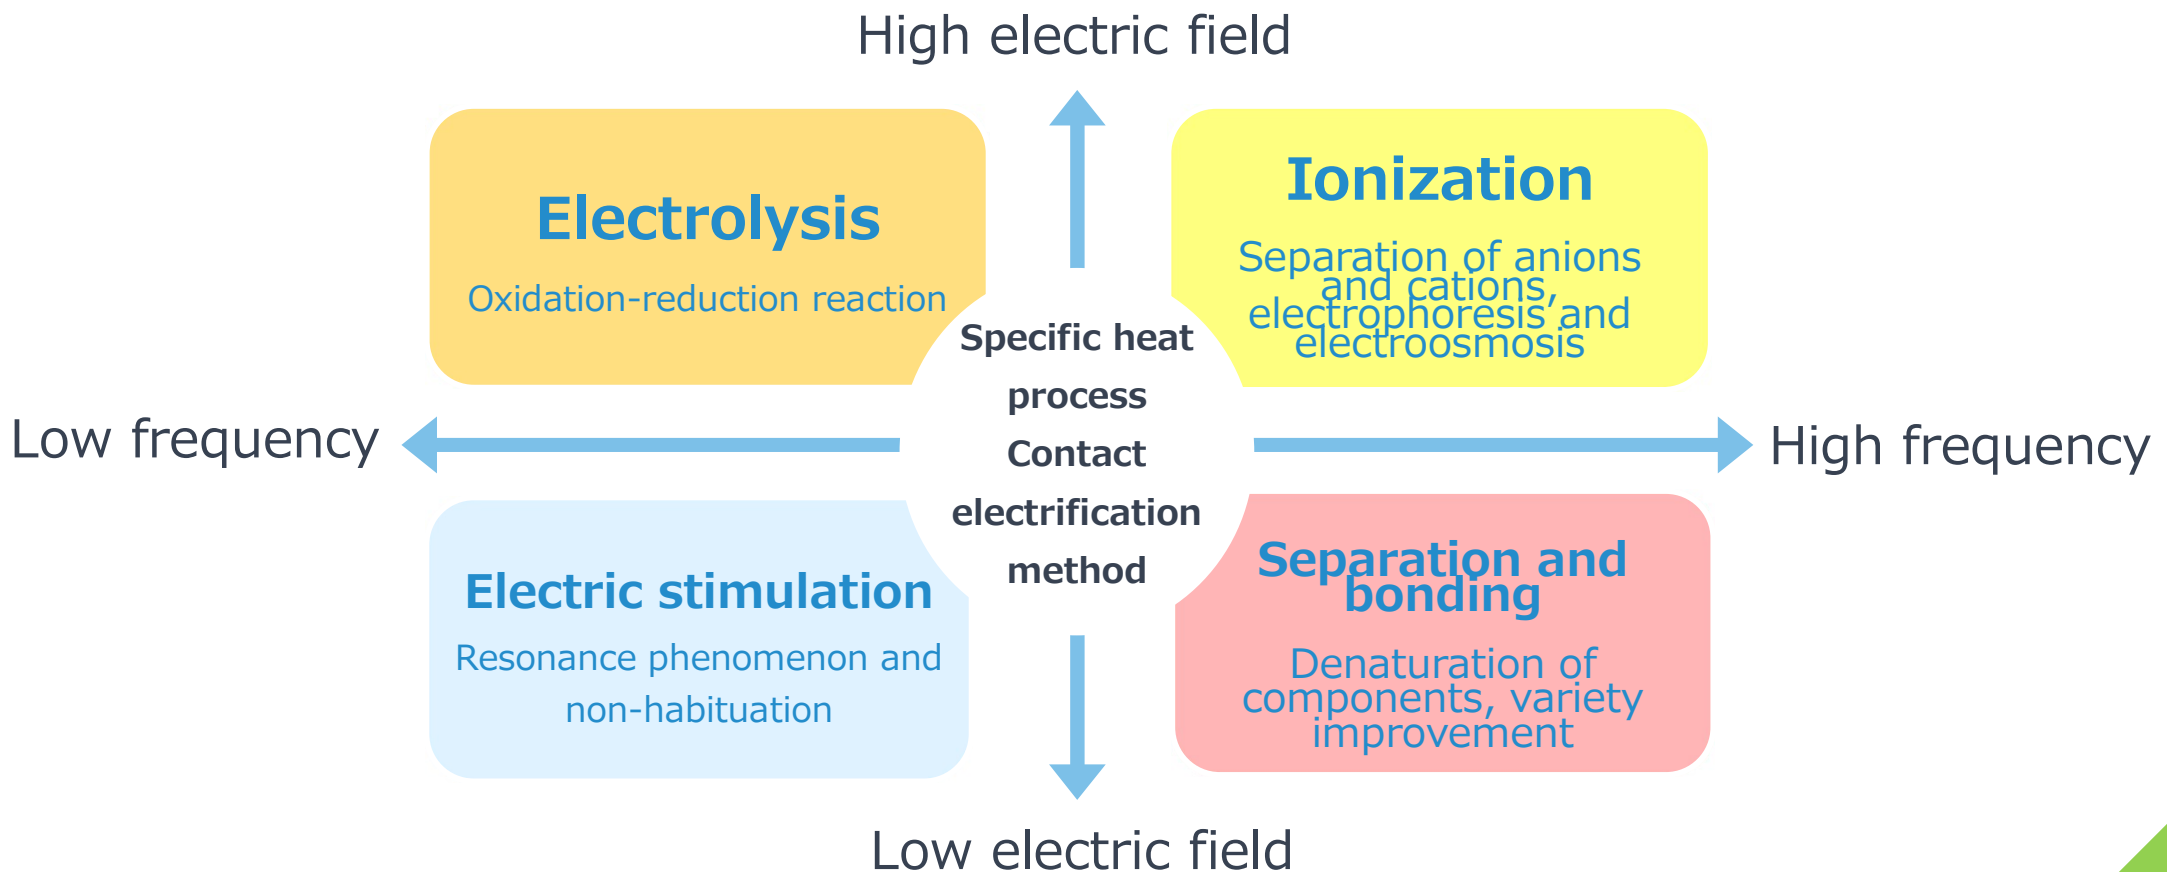 High electric field
Electrolysis
Oxidation-reduction reaction
Ionization
Separation of anions
and cations,
electrophoresis and
electroosmosis
Specific heat
process
Contact
electrification
method
Low frequency
High frequency
Electric stimulation
Resonance phenomenon and
non-habituation
Separation and
bonding
Denaturation of
components, variety
improvement
Low electric field